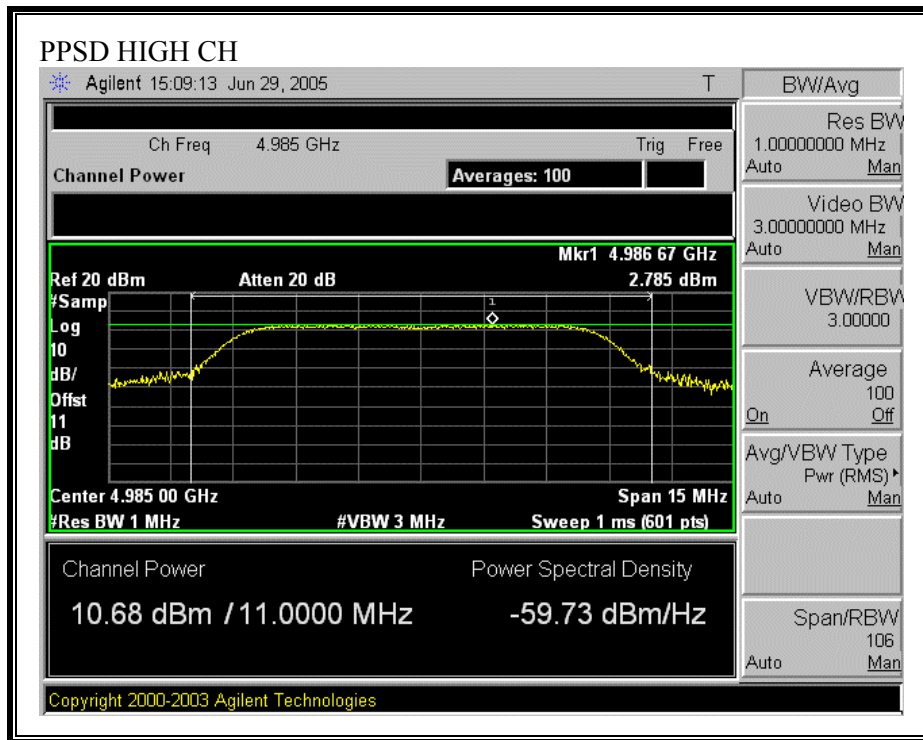 PPSD HIGH CH
Agilent 15:09:13 Jun 29, 2005 T
Ch Freq 4.985 GHz Trig Free
Channel Power Averages: 100
Mkr1 4.986 67 GHz
Ref 20 dBm Atten 20 dB 2.785 dBm
#Samp
Log
10
dB/
Offst
11
dB
1
Center 4.985 00 GHz Span 15 MHz
#Res BW 1 MHz #VBW 3 MHz Sweep 1 ms (601 pts)
Channel Power Power Spectral Density
10.68 dBm / 11.0000 MHz -59.73 dBm/Hz
Copyright 2000-2003 Agilent Technologies
BW/Avg
Res BW
1.00000000 MHz
Auto Man
Video BW
3.00000000 MHz
Auto Man
VBW/RBW
3.00000
Average
100
On Off
Avg/VBW Type
Pwr (RMS)
Auto Man
Span/RBW
106
Auto Man